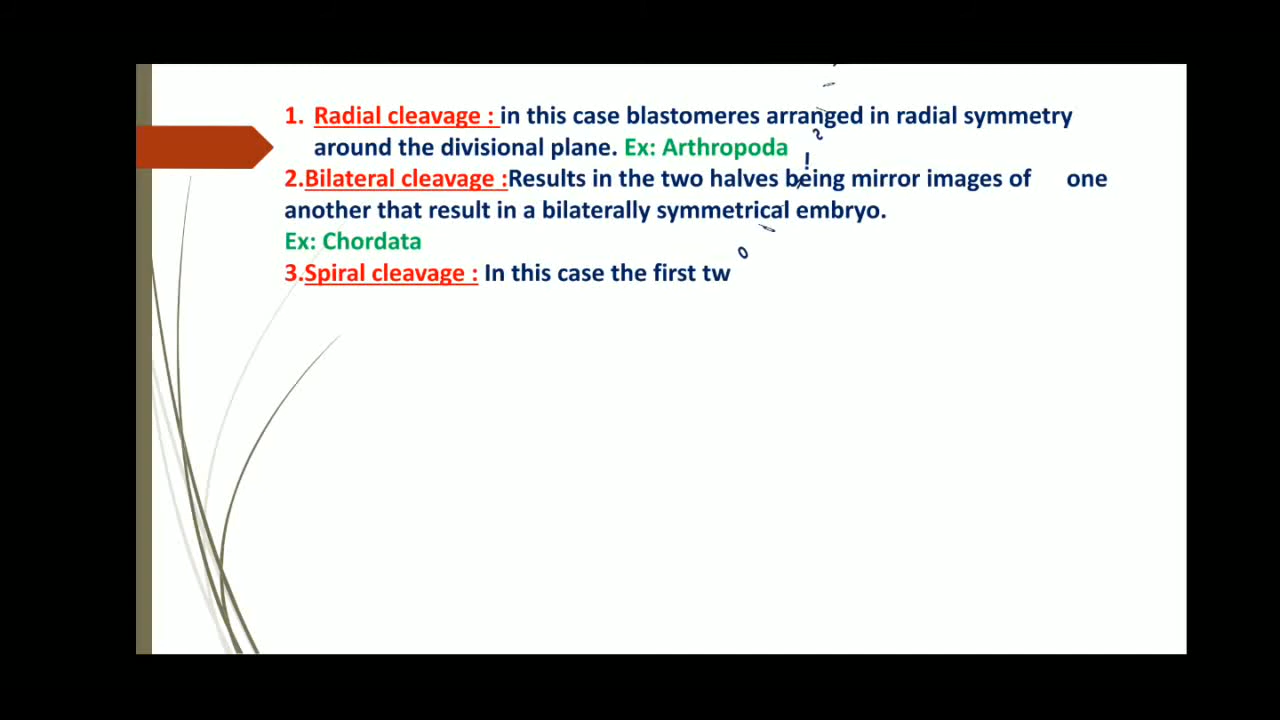 1. Radial cleavage : in this case blastomeres arranged in radial symmetry
around the divisional plane. Ex: Arthropoda
2.Bilateral cleavage :Results in the two halves being mirror images of one
another that result in a bilaterally symmetrical embryo.
Ex: Chordata
3.Spiral cleavage : In this case the first tw